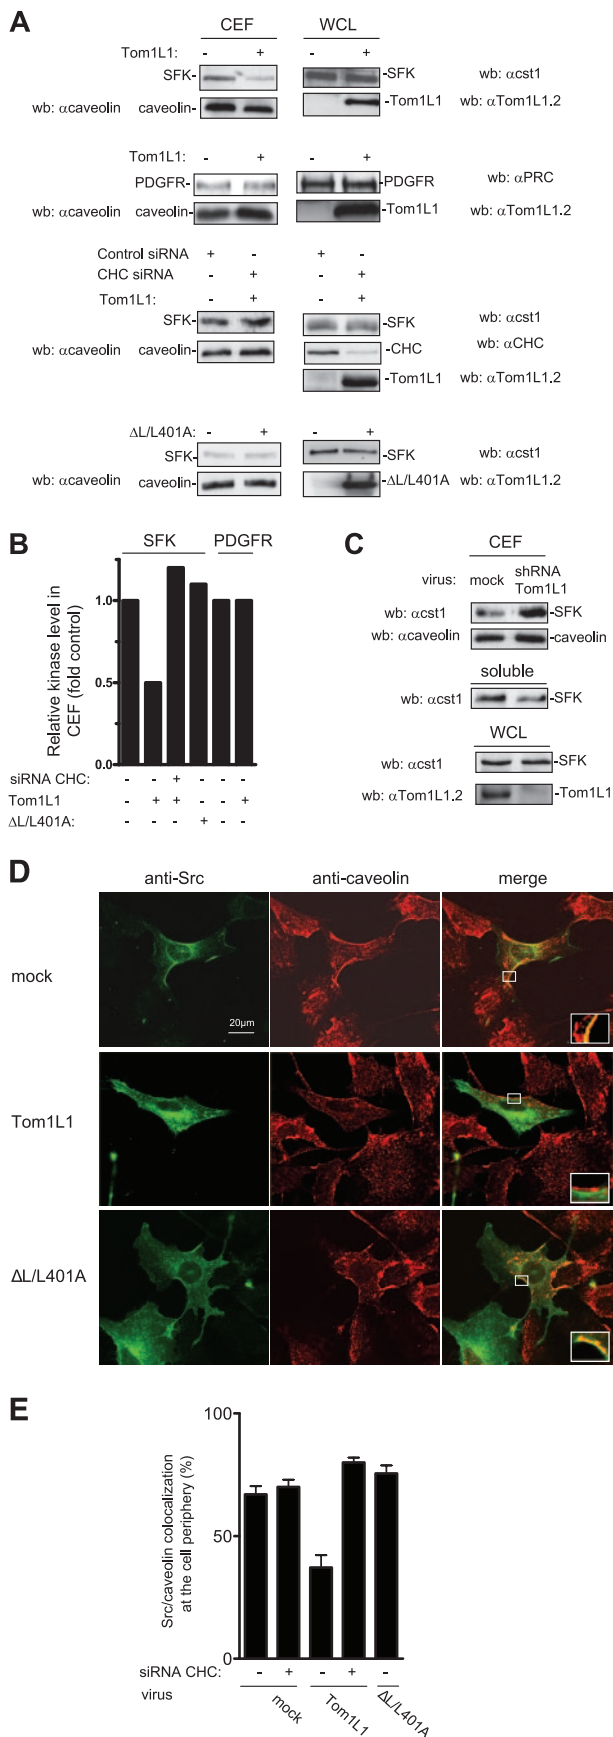 A
CEF WCL
Tom1L1: - + - +
SFK- -SFK wb: αcst1
wb: αcaveolin caveolin- -Tom1L1 wb: αTom1L1.2
Tom1L1: - + - +
PDGFR- -PDGFR wb: αPRC
wb: αcaveolin caveolin- -Tom1L1 wb: αTom1L1.2
Control siRNA + - + -
CHC siRNA - + - +
Tom1L1: - + - +
SFK- -SFK wb: αcst1
wb: αcaveolin caveolin- -CHC wb: αCHC
-Tom1L1 wb: αTom1L1.2
ΔL/L401A: - + - +
SFK- -SFK wb: αcst1
wb: αcaveolin caveolin- -ΔL/L401A wb: αTom1L1.2
B
SFK PDGFR
Relative kinase level in
CEF (fold control)
1.0
0.5
0.0
siRNA CHC: - - + - - -
Tom1L1 - + + - - +
ΔL/L401A: - - - + - -
C
CEF
virus: mock shRNA
Tom1L1
wb: αcst1 -SFK
wb: αcaveolin -caveolin
soluble
wb: αcst1 -SFK
WCL
wb: αcst1 -SFK
wb: αTom1L1.2 -Tom1L1
D
anti-Src anti-caveolin merge
mock
20µm
Tom1L1
ΔL/L401A
E
Src/caveolin colocalization
at the cell periphery (%)
100
50
0
siRNA CHC: - + - + -
virus
mock Tom1L1 ΔL/L401A